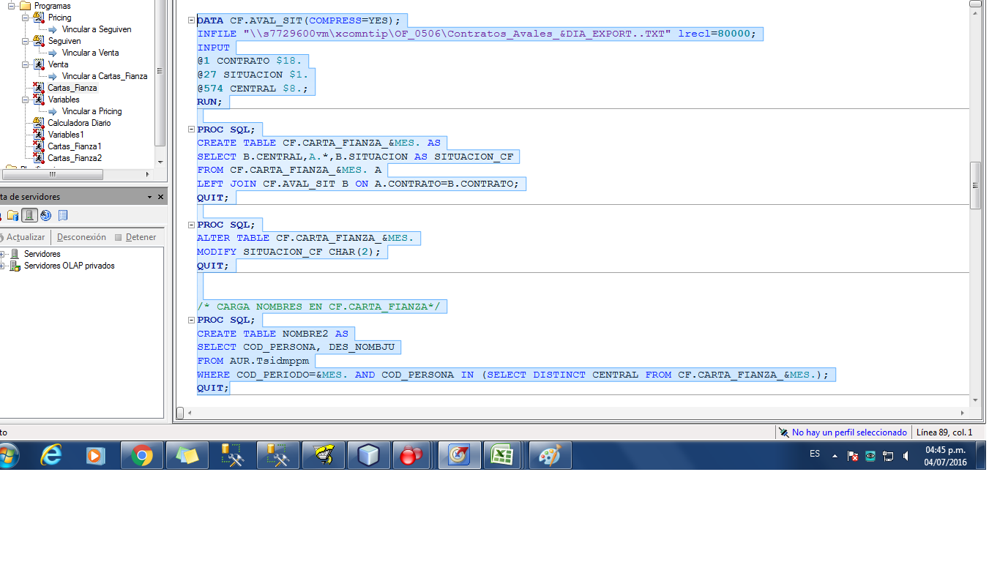 Programas
Pricing
Vincular a Seguiven
Seguiven
Vincular a Venta
Venta
Vincular a Cartas_Fianza
Cartas_Fianza
Variables
Vincular a Pricing
Calculadora Diario
Variables1
Cartas_Fianza1
Cartas_Fianza2
ta de servidores
Actualizar Desconexión Detener
Servidores
Servidores OLAP privados
DATA CF.AVAL_SIT(COMPRESS=YES);
INFILE "\\s7729600vm\xcomntip\OF_0506\Contratos_Avales_&DIA_EXPORT..TXT" lrecl=80000;
INPUT
@1 CONTRATO $18.
@27 SITUACION $1.
@574 CENTRAL $8.;
RUN;
PROC SQL;
CREATE TABLE CF.CARTA_FIANZA_&MES. AS
SELECT B.CENTRAL,A.*,B.SITUACION AS SITUACION_CF
FROM CF.CARTA_FIANZA_&MES. A
LEFT JOIN CF.AVAL_SIT B ON A.CONTRATO=B.CONTRATO;
QUIT;
PROC SQL;
ALTER TABLE CF.CARTA_FIANZA_&MES.
MODIFY SITUACION_CF CHAR(2);
QUIT;
/* CARGA NOMBRES EN CF.CARTA_FIANZA*/
PROC SQL;
CREATE TABLE NOMBRE2 AS
SELECT COD_PERSONA, DES_NOMBJU
FROM AUR.Tsidmppm
WHERE COD_PERIODO=&MES. AND COD_PERSONA IN (SELECT DISTINCT CENTRAL FROM CF.CARTA_FIANZA_&MES.);
QUIT;
to
No hay un perfil seleccionado Línea 89, col. 1
ES
04:45 p.m.
04/07/2016